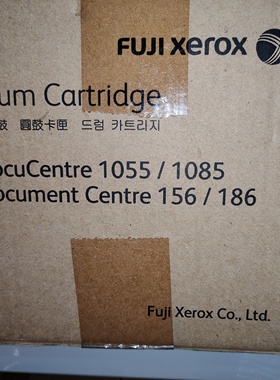 FUJI xerox
um Cartridge
鼓 圓鼓卡匣 드럼 카트리지
ocuCentre 1055 / 1085
ocument Centre 156 / 186
Fuji Xerox Co., Ltd.